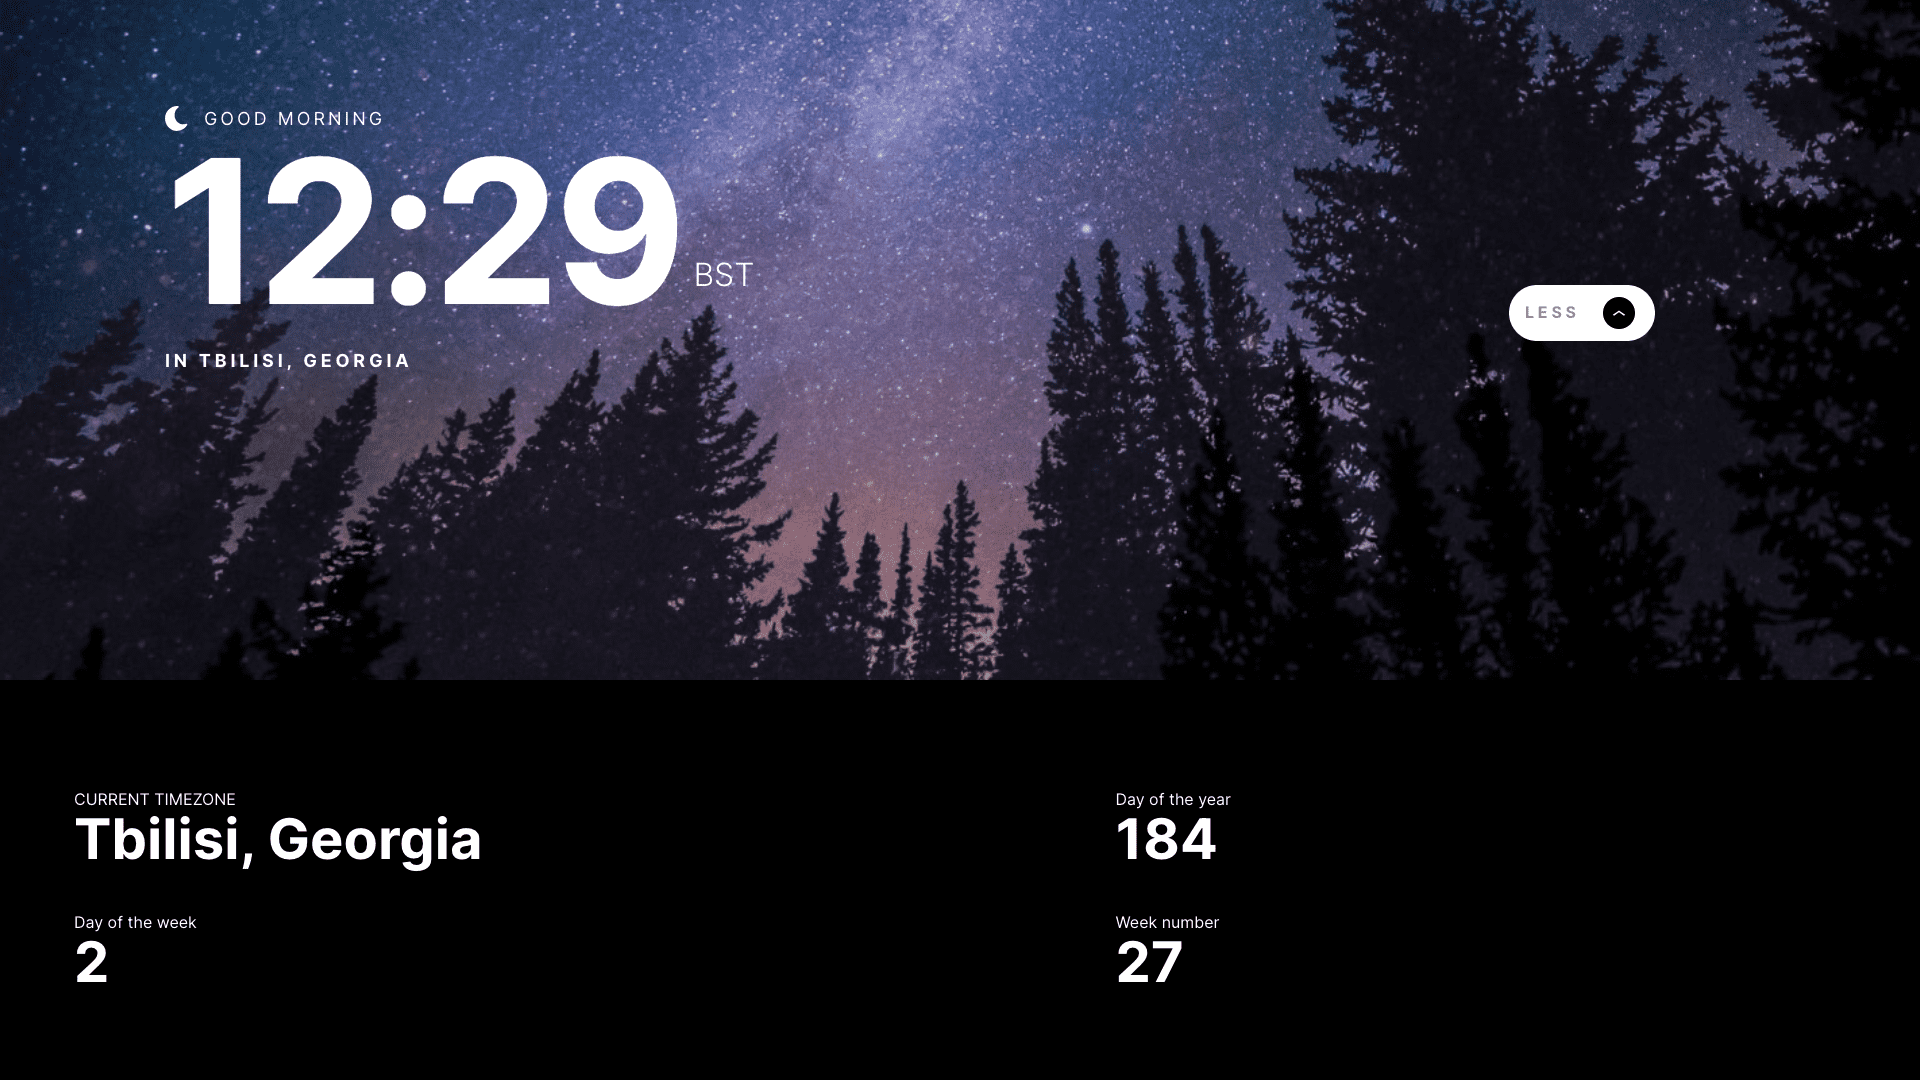 GOOD MORNING
12:29 BST
IN TBILISI, GEORGIA
LESS
CURRENT TIMEZONE
Tbilisi, Georgia
Day of the year
184
Day of the week
2
Week number
27